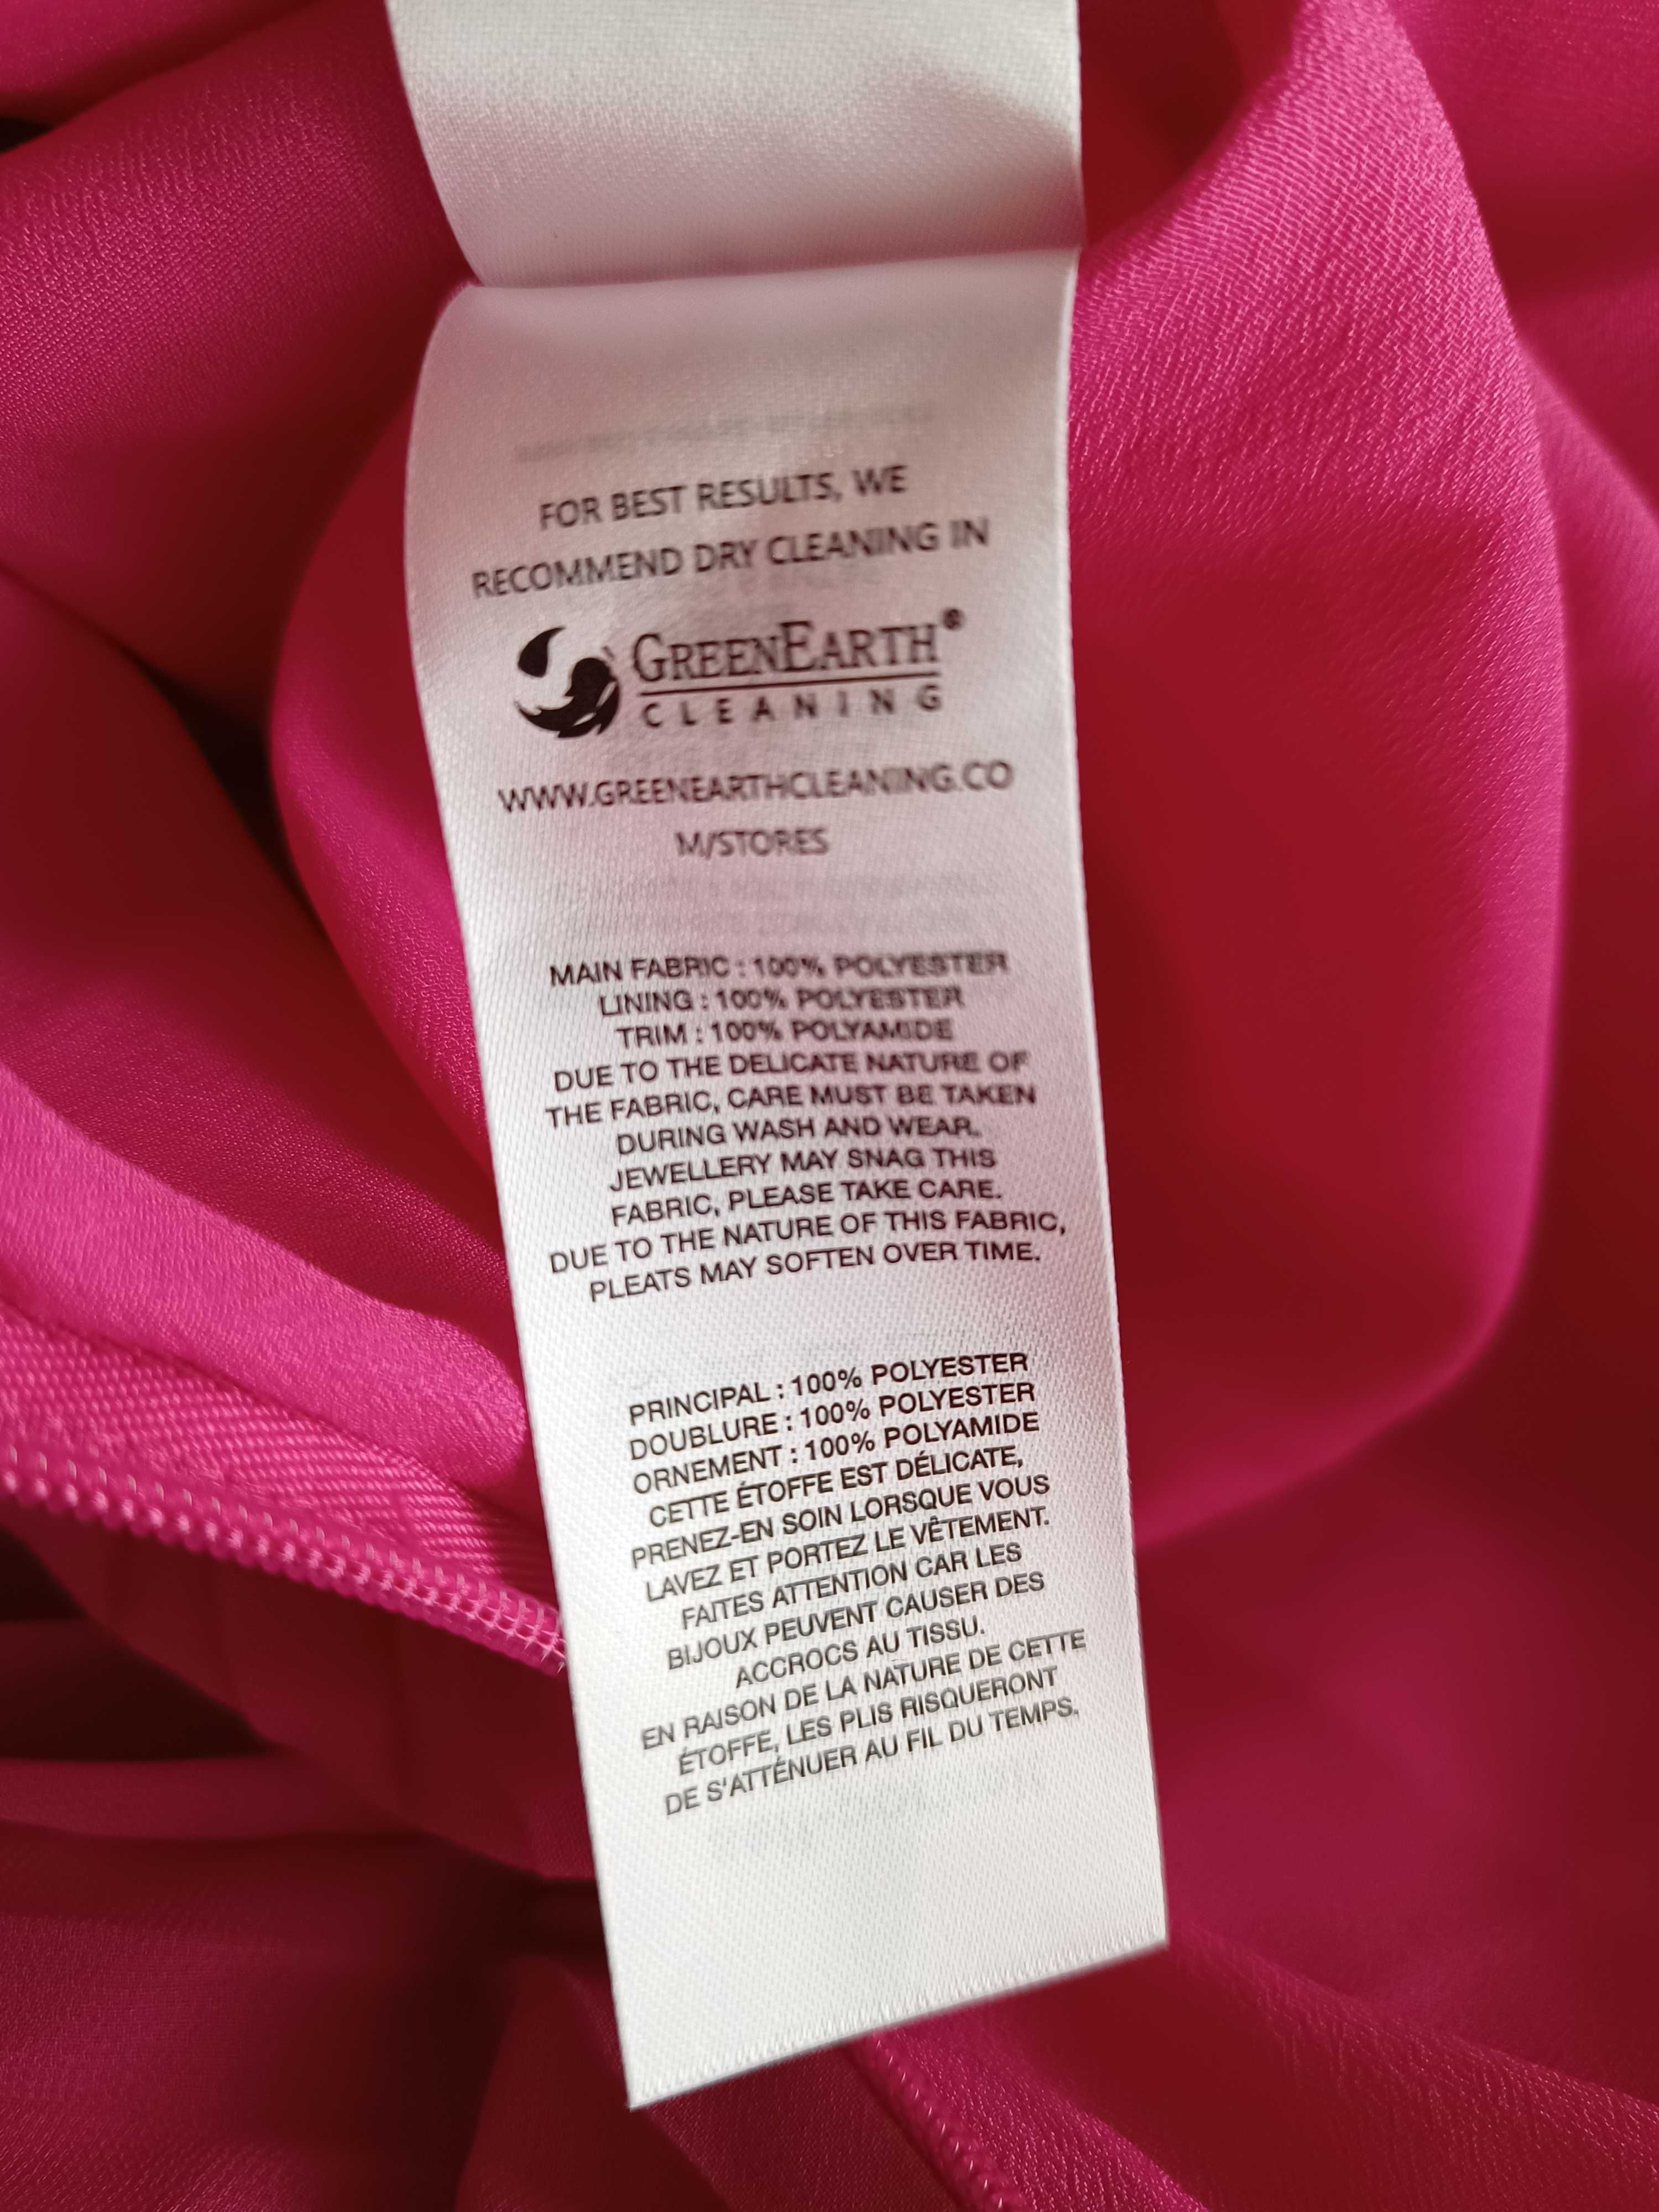 FOR BEST RESULTS, WE
RECOMMEND DRY CLEANING IN
GREENEARTH®
CLEANING
WWW.GREENEARTHCLEANING.CO
M/STORES
MAIN FABRIC : 100% POLYESTER
LINING : 100% POLYESTER
TRIM : 100% POLYAMIDE
DUE TO THE DELICATE NATURE OF
THE FABRIC, CARE MUST BE TAKEN
DURING WASH AND WEAR.
JEWELLERY MAY SNAG THIS
FABRIC, PLEASE TAKE CARE.
DUE TO THE NATURE OF THIS FABRIC,
PLEATS MAY SOFTEN OVER TIME.
PRINCIPAL : 100% POLYESTER
DOUBLURE : 100% POLYESTER
ORNEMENT : 100% POLYAMIDE
CETTE ÉTOFFE EST DÉLICATE,
PRENEZ-EN SOIN LORSQUE VOUS
LAVEZ ET PORTEZ LE VÊTEMENT.
FAITES ATTENTION CAR LES
BIJOUX PEUVENT CAUSER DES
ACCROCS AU TISSU.
EN RAISON DE LA NATURE DE CETTE
ÉTOFFE, LES PLIS RISQUERONT
DE S'ATTÉNUER AU FIL DU TEMPS.